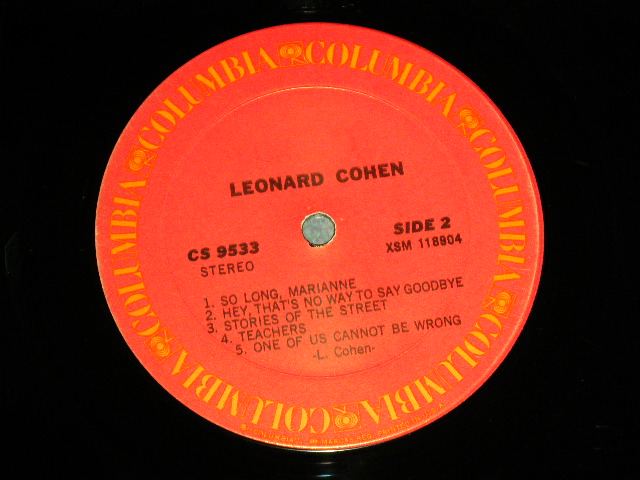 COLUMBIA COLUMBIA COLUMBIA COLUMBIA COLUMBIA COLUMBIA
LEONARD COHEN
CS 9533
STEREO
SIDE 2
XSM 118904
1. SO LONG, MARIANNE
2. HEY, THAT'S NO WAY TO SAY GOODBYE
3. STORIES OF THE STREET
4. TEACHERS
5. ONE OF US CANNOT BE WRONG
-L. Cohen-